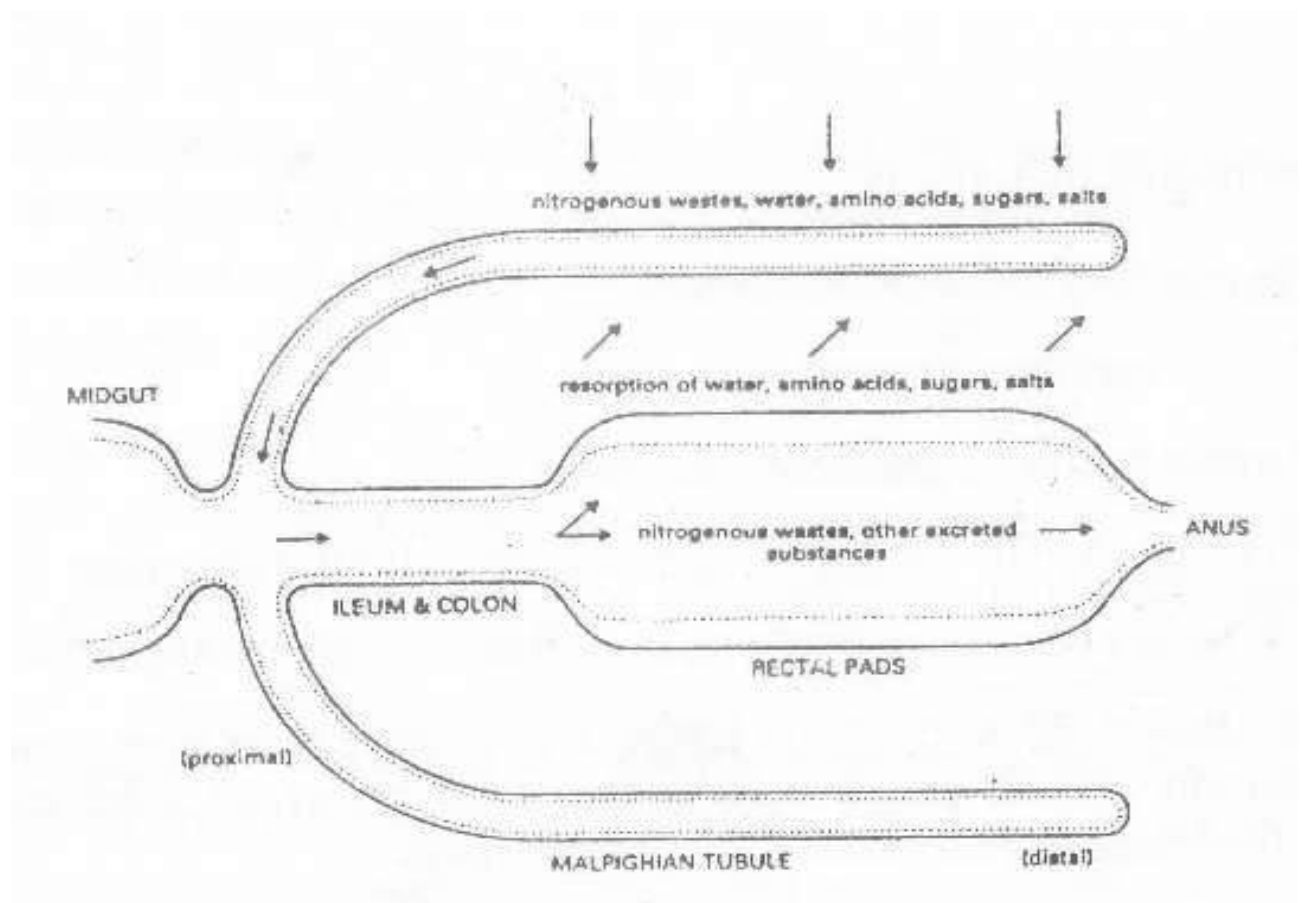 nitrogenous wastes, water, amino acids, sugars, salts
resorption of water, amino acids, sugars, salts
MIDGUT
nitrogenous wastes, other excreted
substances
ANUS
ILEUM & COLON
RECTAL PADS
(proximal)
MALPIGHIAN TUBULE
(distal)